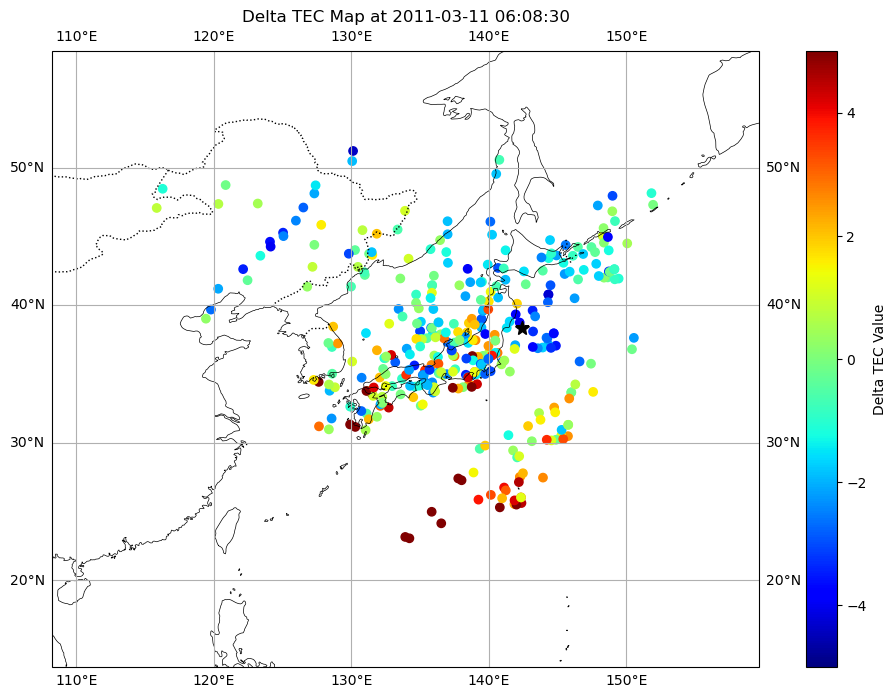 Delta TEC Map at 2011-03-11 06:08:30
110°E 120°E 130°E 140°E 150°E
50°N 50°N
40°N 40°N
30°N 30°N
20°N 20°N
110°E 120°E 130°E 140°E 150°E
4
2
0
−2
−4
Delta TEC Value